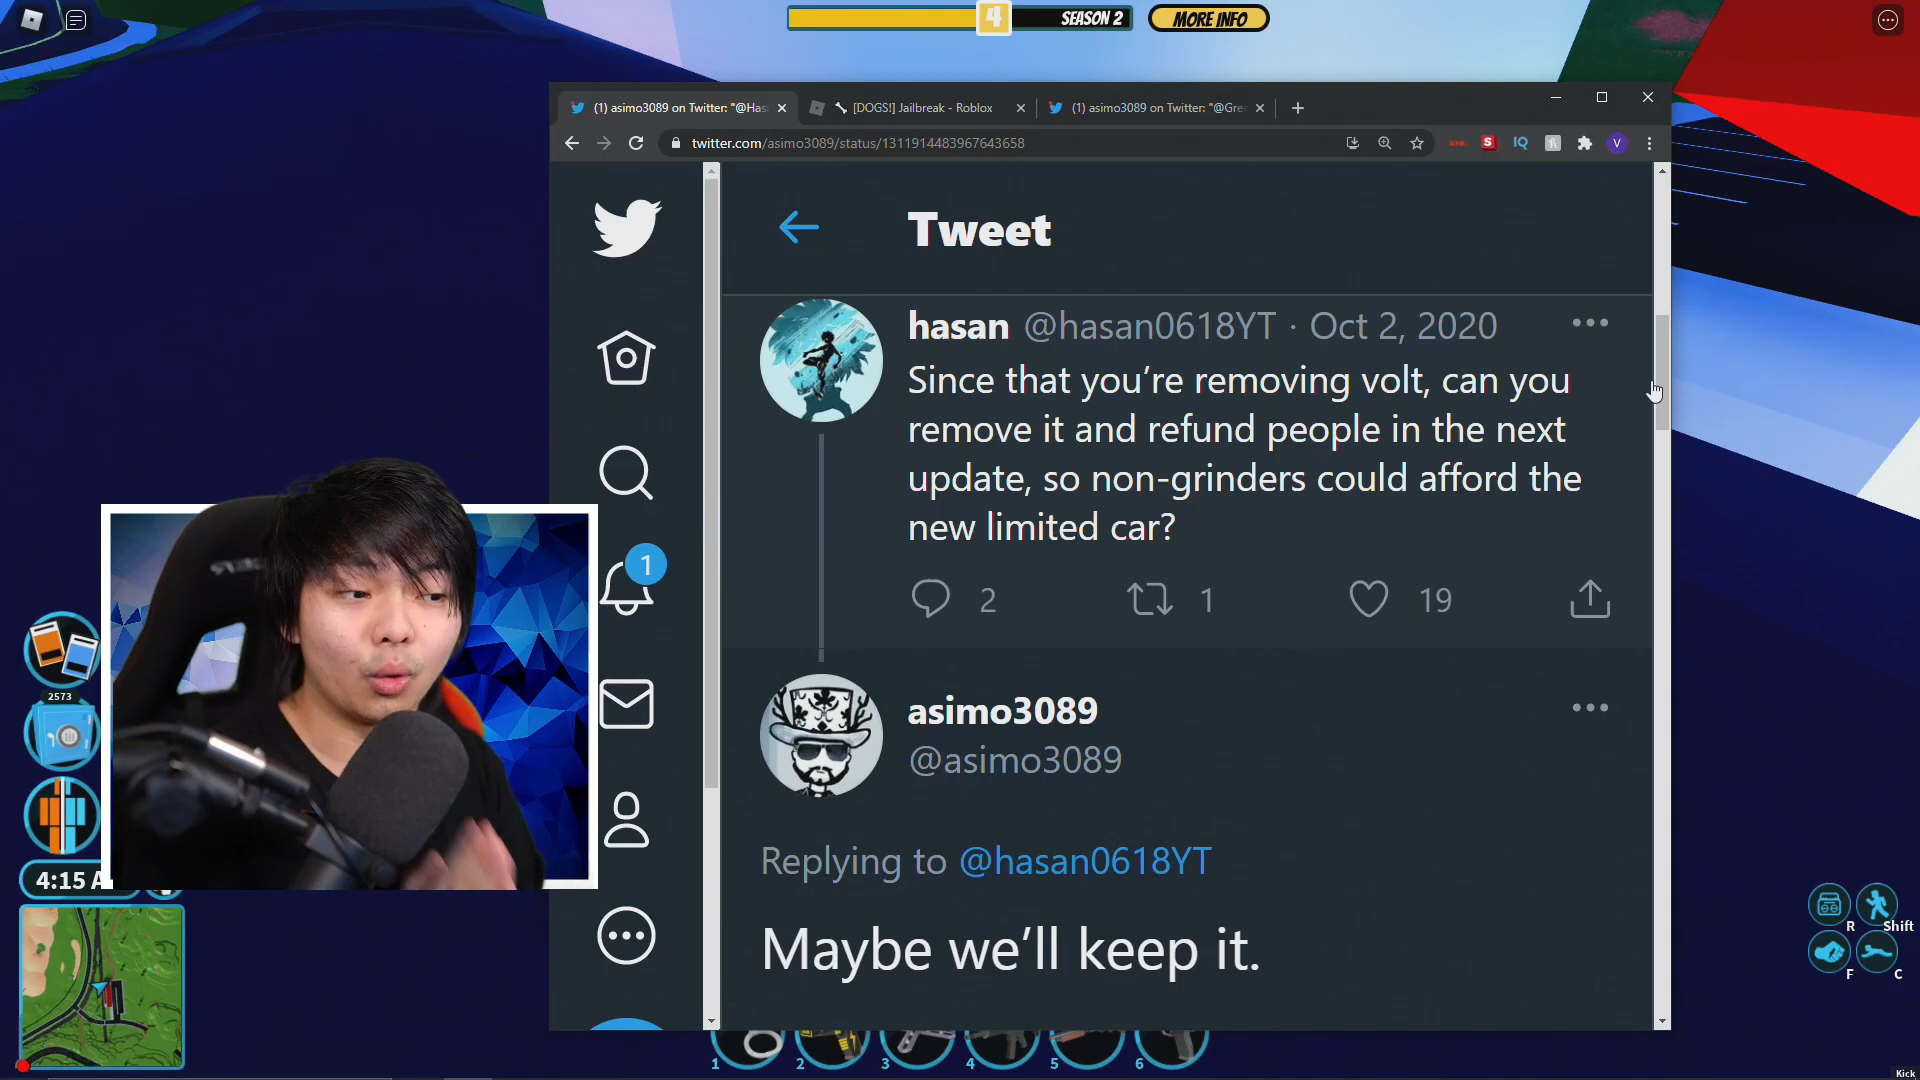 4
SEASON 2
MORE INFO
(1) asimo3089 on Twitter: "@Has
[DOGS!] Jailbreak - Roblox
(1) asimo3089 on Twitter: "@Gre
twitter.com/asimo3089/status/1311914483967643658
S
IQ
V
Tweet
hasan @hasan0618YT · Oct 2, 2020
Since that you’re removing volt, can you
remove it and refund people in the next
update, so non-grinders could afford the
new limited car?
2
1
19
1
asimo3089
@asimo3089
Replying to @hasan0618YT
Maybe we’ll keep it.
2573
4:15 A
R
Shift
F
C
1
2
3
4
5
6
Kick